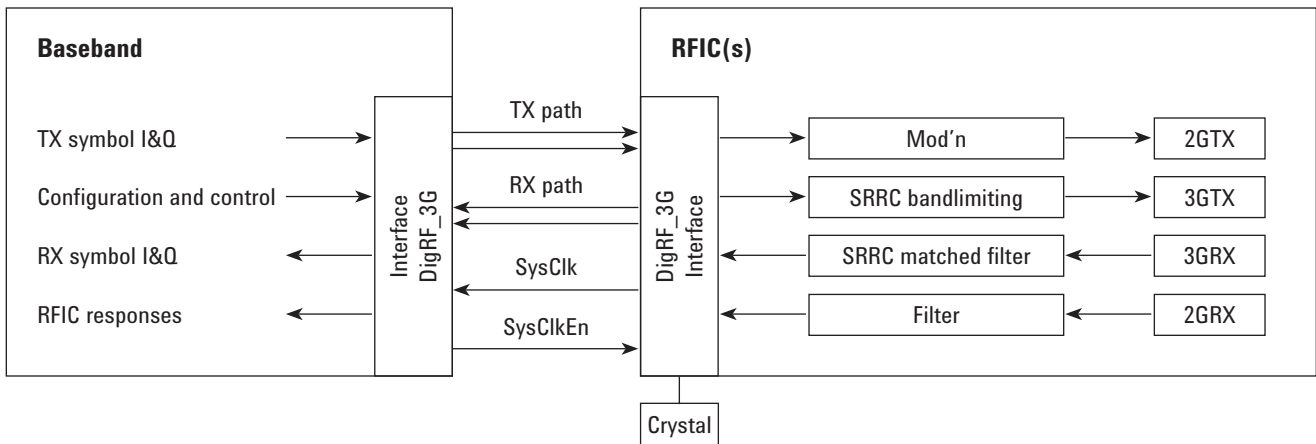 Baseband
TX symbol I&Q
Configuration and control
RX symbol I&Q
RFIC responses
Interface
DigRF_3G
TX path
RX path
SysClk
SysClkEn
RFIC(s)
DigRF_3G
Interface
Mod'n
2GTX
SRRC bandlimiting
3GTX
SRRC matched filter
3GRX
Filter
2GRX
Crystal